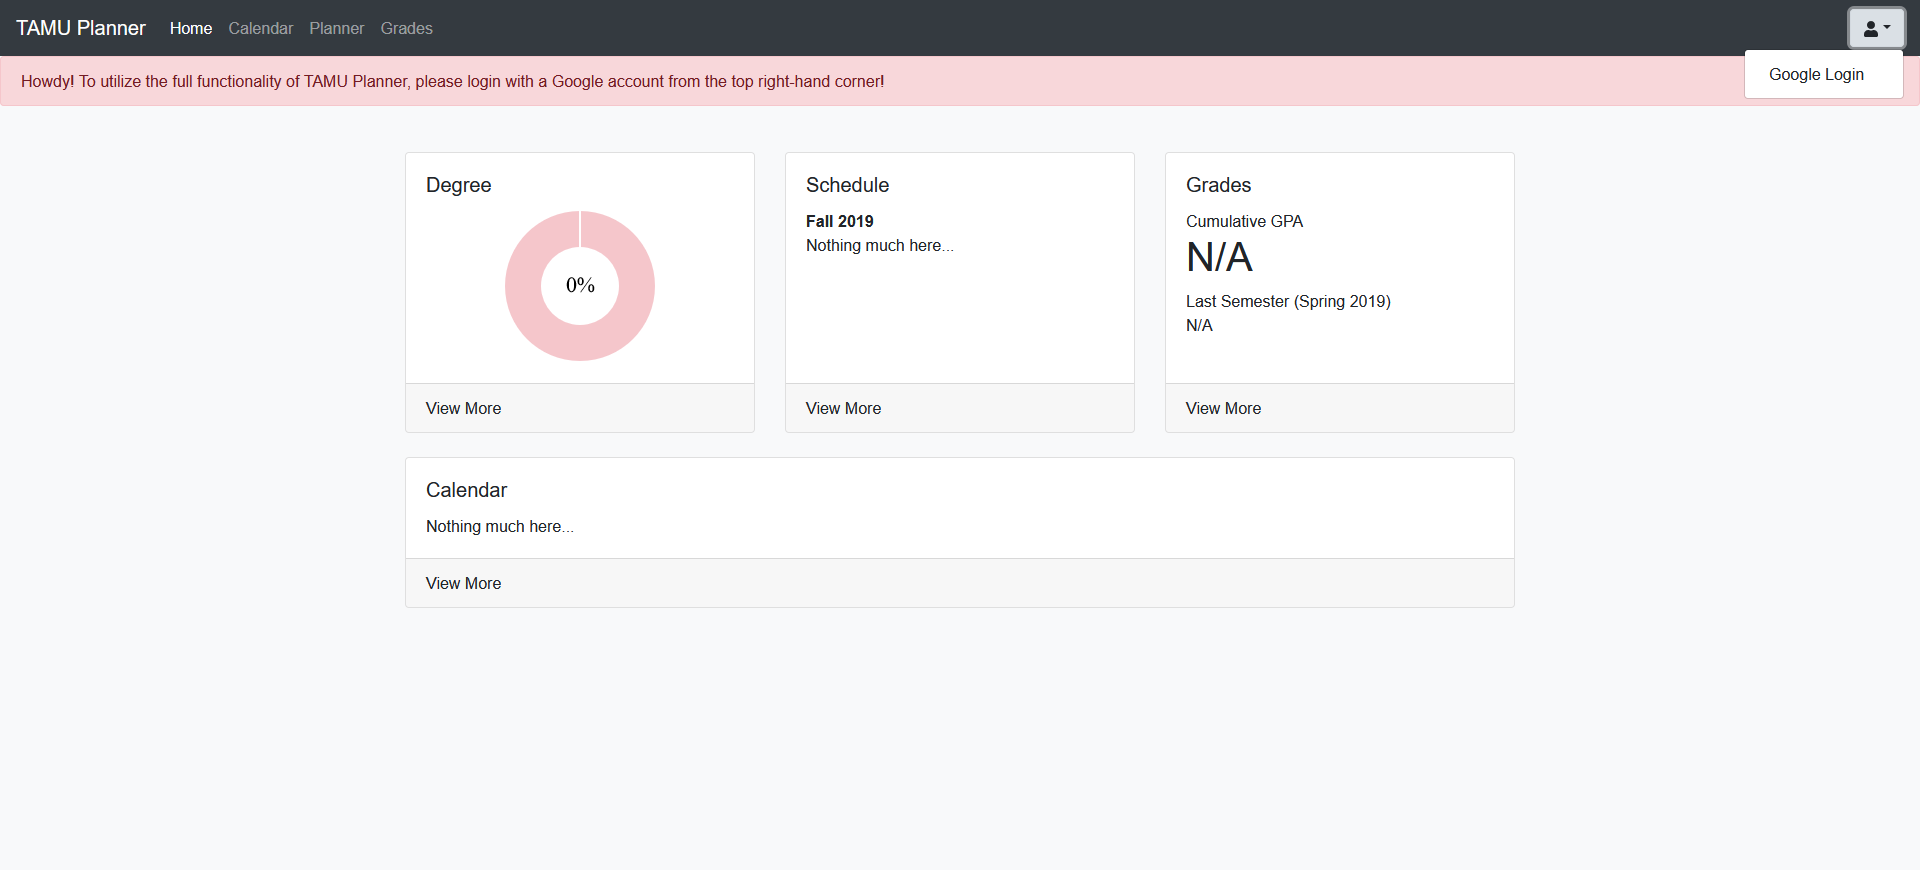 TAMU Planner Home Calendar Planner Grades
Howdy! To utilize the full functionality of TAMU Planner, please login with a Google account from the top right-hand corner!
Google Login
Degree
0%
View More
Schedule
Fall 2019
Nothing much here...
View More
Grades
Cumulative GPA
N/A
Last Semester (Spring 2019)
N/A
View More
Calendar
Nothing much here...
View More